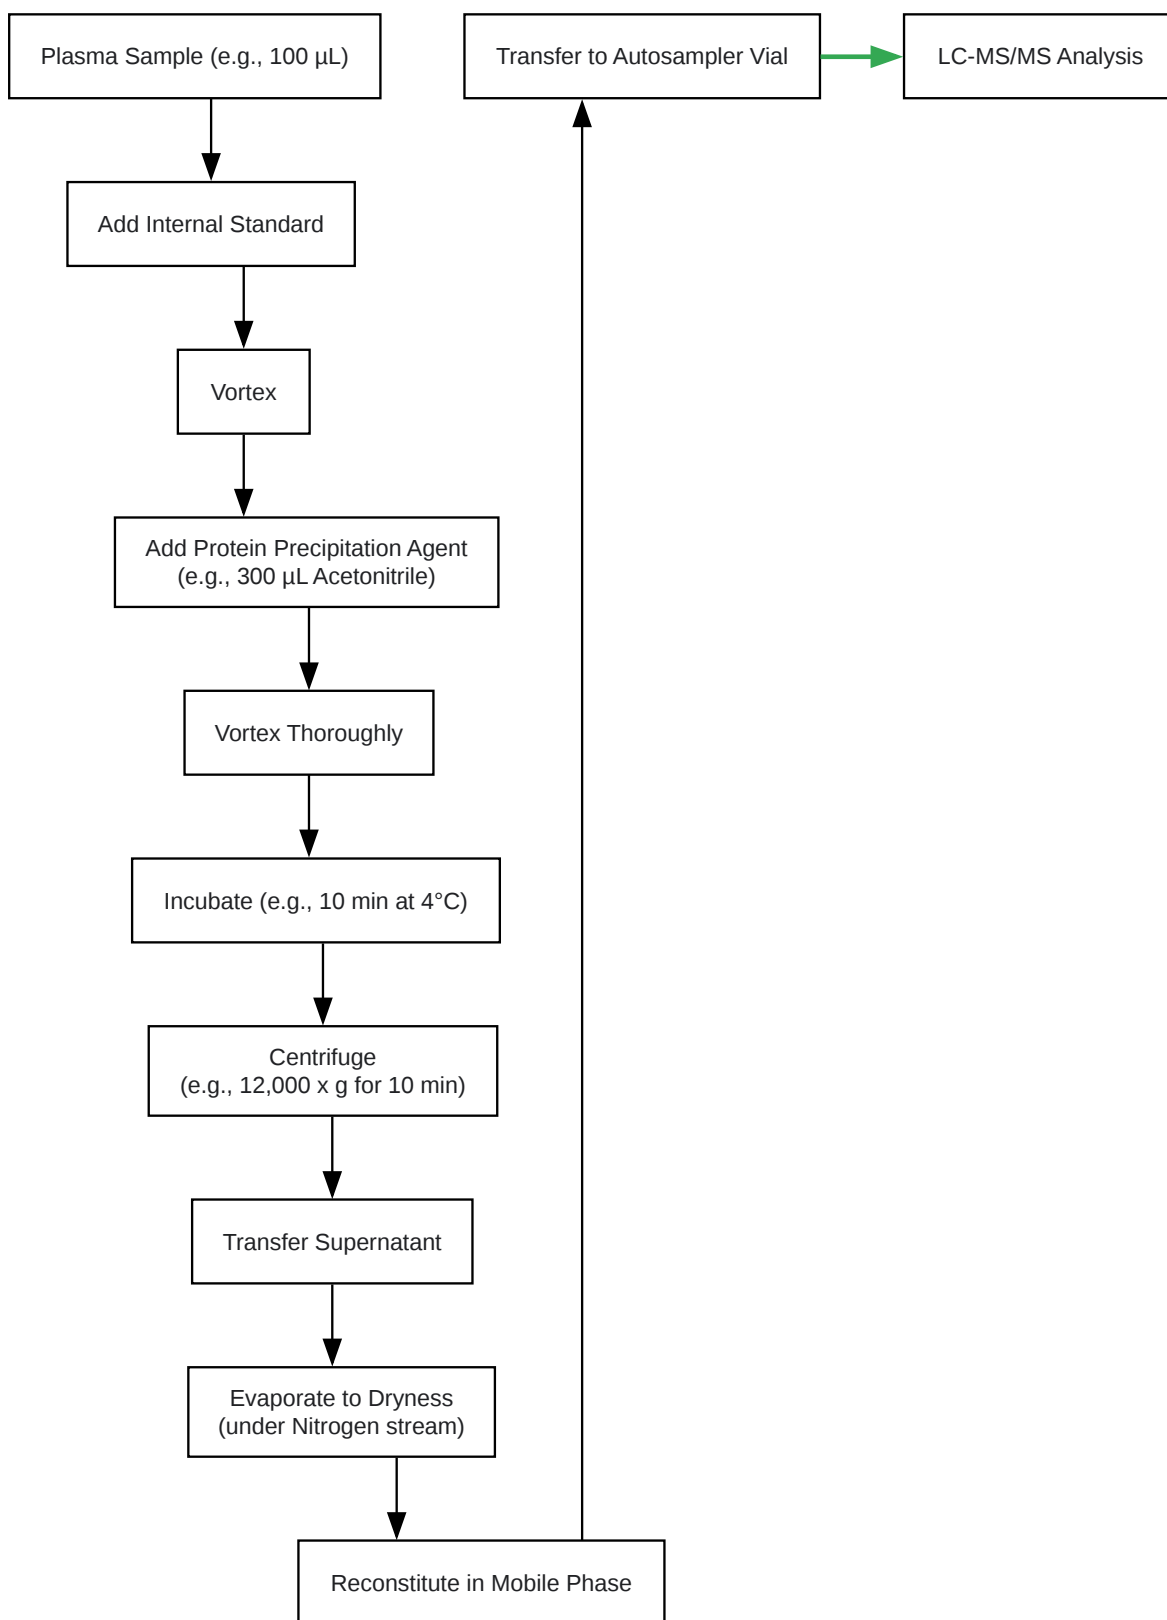 Plasma Sample (e.g., 100 µL)
Add Internal Standard
Vortex
Add Protein Precipitation Agent
(e.g., 300 µL Acetonitrile)
Vortex Thoroughly
Incubate (e.g., 10 min at 4°C)
Centrifuge
(e.g., 12,000 x g for 10 min)
Transfer Supernatant
Evaporate to Dryness
(under Nitrogen stream)
Reconstitute in Mobile Phase
Transfer to Autosampler Vial
LC-MS/MS Analysis